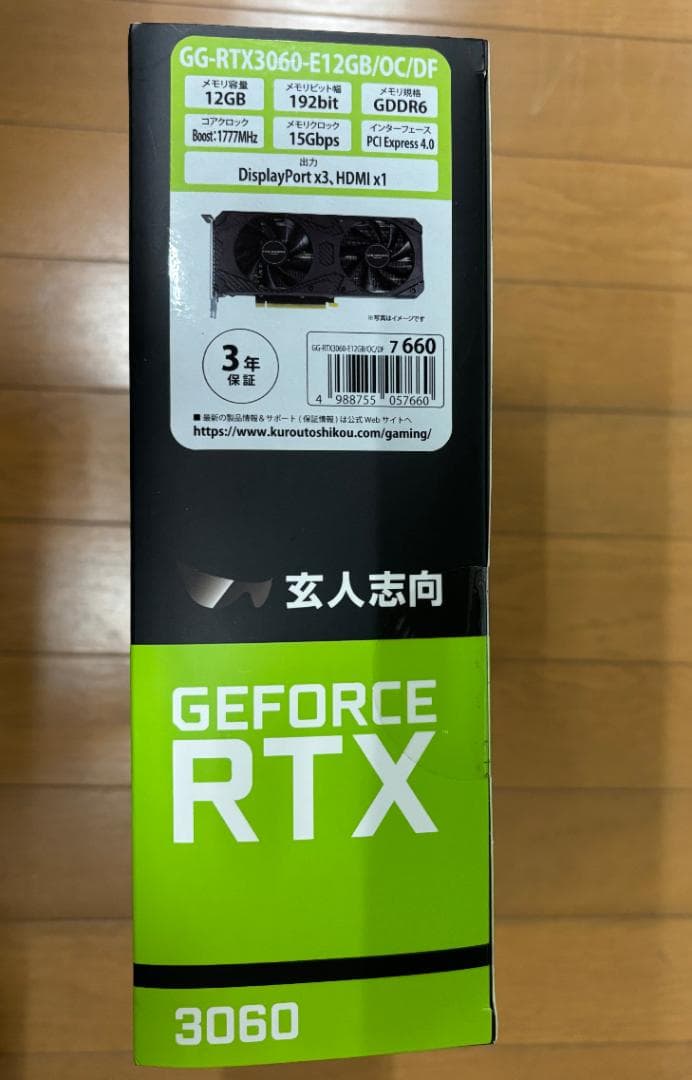 GG-RTX3060-E12GB/OC/DF
メモリ容量
12GB
メモリビット幅
192bit
メモリ規格
GDDR6
コアクロック
Boost:1777MHz
メモリクロック
15Gbps
インターフェース
PCI Express 4.0
出力
DisplayPort x3、HDMI x1
※写真はイメージです
3年
保証
GG-RTX3060-E12GB/OC/DF 7 660
4 988755 057660
■ 最新の製品情報&サポート (保証情報) は公式 Web サイトへ
https://www.kuroutoshikou.com/gaming/
玄人志向
GEFORCE
RTX™
3060